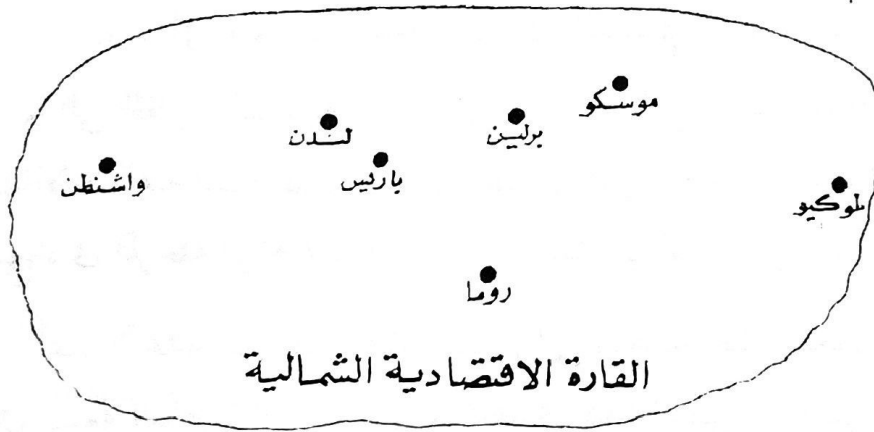 موسكو
برلين
لندن
باريس
واشنطن
طوكيو
روما
القارة الاقتصادية الشمالية